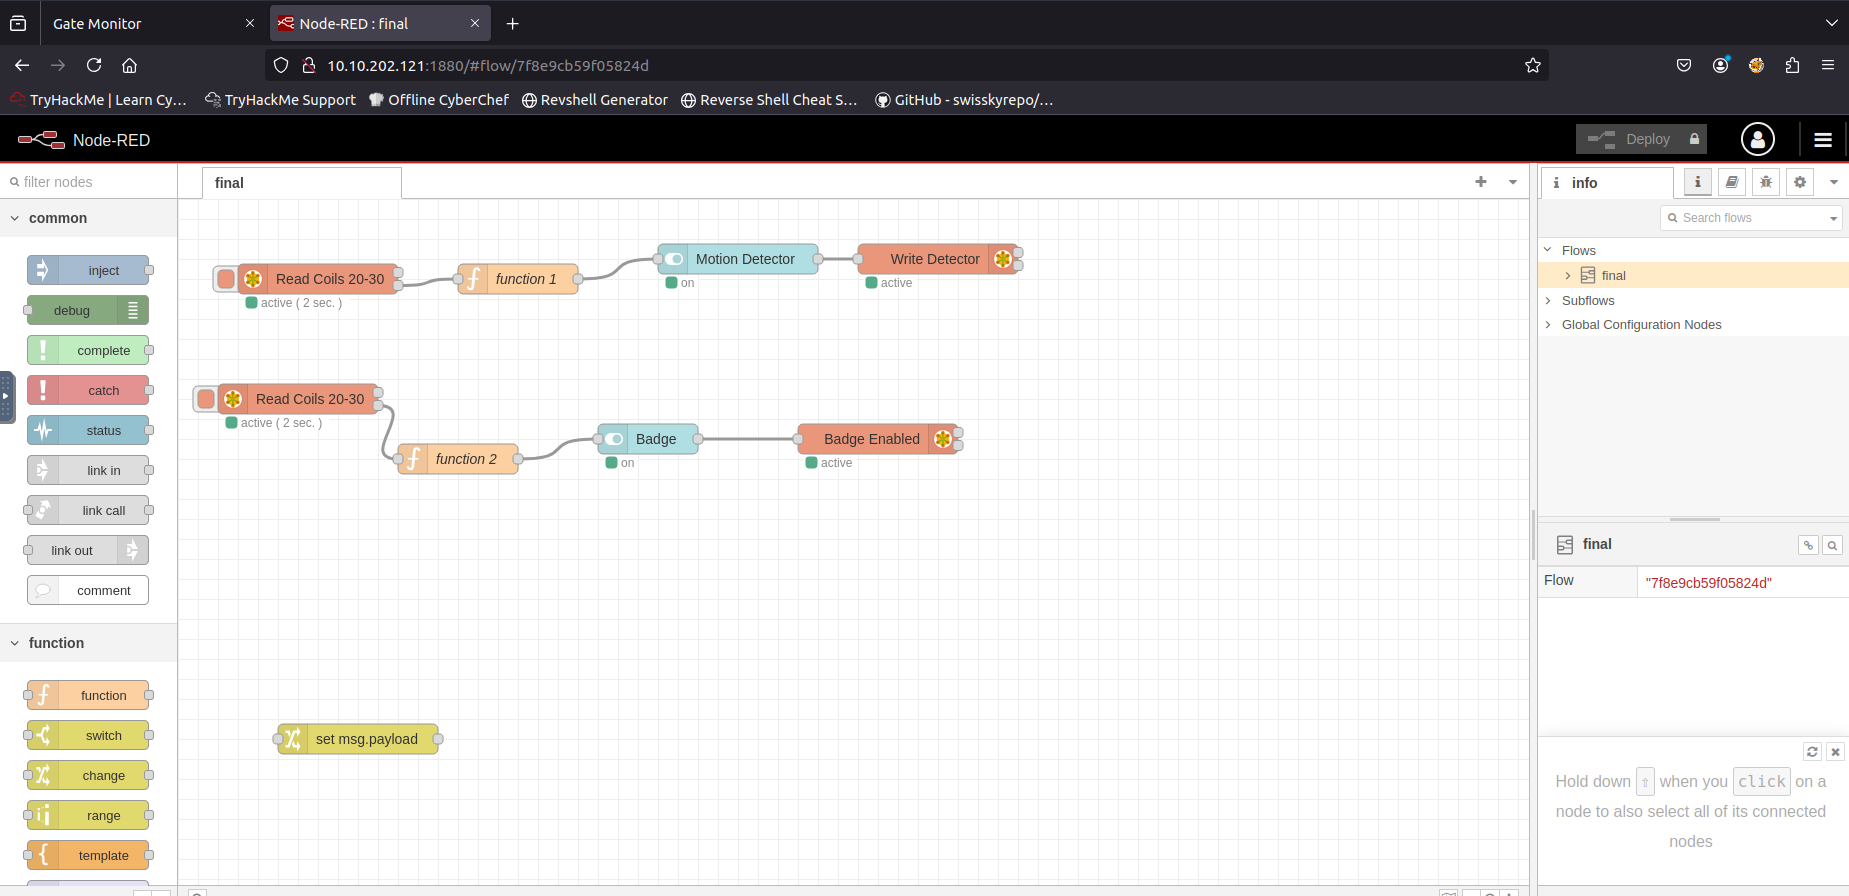 Gate Monitor
Node-RED : final
10.10.202.121:1880/#flow/7f8e9cb59f05824d
TryHackMe | Learn Cy…
TryHackMe Support
Offline CyberChef
Revshell Generator
Reverse Shell Cheat S…
GitHub - swisskyrepo/…
Node-RED
Deploy
filter nodes
final
info
Search flows
common
inject
debug
complete
catch
status
link in
link call
link out
comment
function
function
switch
change
range
template
Read Coils 20-30
active ( 2 sec. )
function 1
Motion Detector
on
Write Detector
active
Read Coils 20-30
active ( 2 sec. )
function 2
Badge
on
Badge Enabled
active
set msg.payload
Flows
final
Subflows
Global Configuration Nodes
final
Flow
"7f8e9cb59f05824d"
Hold down ⇧ when you click on a
node to also select all of its connected
nodes